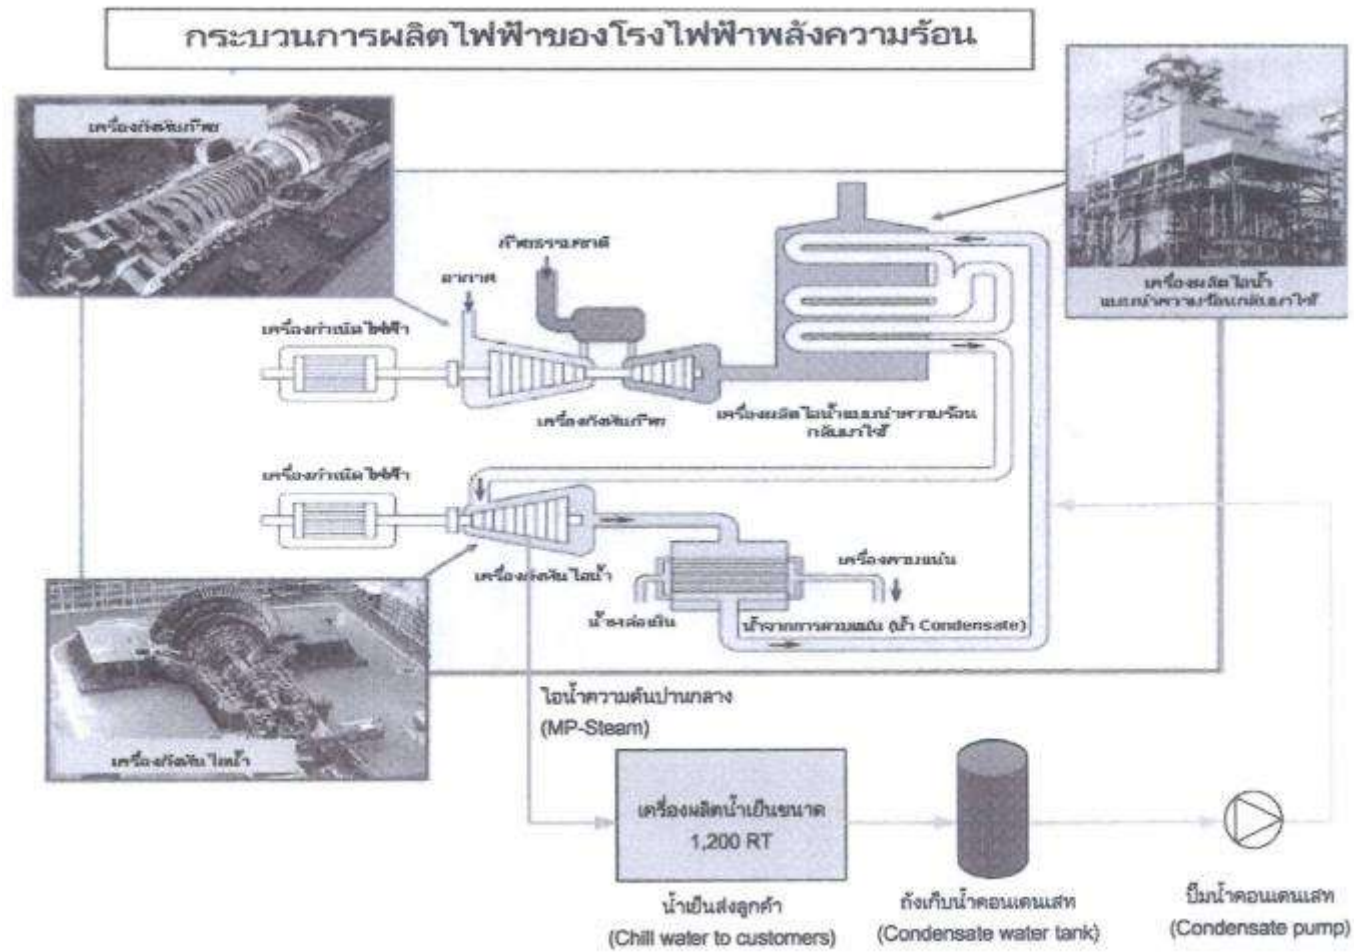 กระบวนการผลิตไฟฟ้าของโรงไฟฟ้าพลังความร้อน
เครื่องกังหันก๊าซ
ก๊าซธรรมชาติ
อากาศ
เครื่องผลิตไอน้ำ
แบบนำความร้อนกลับมาใช้
เครื่องกำเนิดไฟฟ้า
เครื่องกังหันก๊าซ
เครื่องผลิตไอน้ำแบบนำความร้อน
กลับมาใช้
เครื่องกำเนิดไฟฟ้า
เครื่องกังหันไอน้ำ
เครื่องควบแน่น
น้ำหล่อเย็น
น้ำจากการควบแน่น (น้ำ Condensate)
ไอน้ำความดันปานกลาง
(MP-Steam)
เครื่องกังหันไอน้ำ
เครื่องผลิตน้ำเย็นขนาด
1,200 RT
น้ำเย็นส่งลูกค้า
(Chill water to customers)
ถังเก็บน้ำคอนเดนเสท
(Condensate water tank)
ปั๊มน้ำคอนเดนเสท
(Condensate pump)